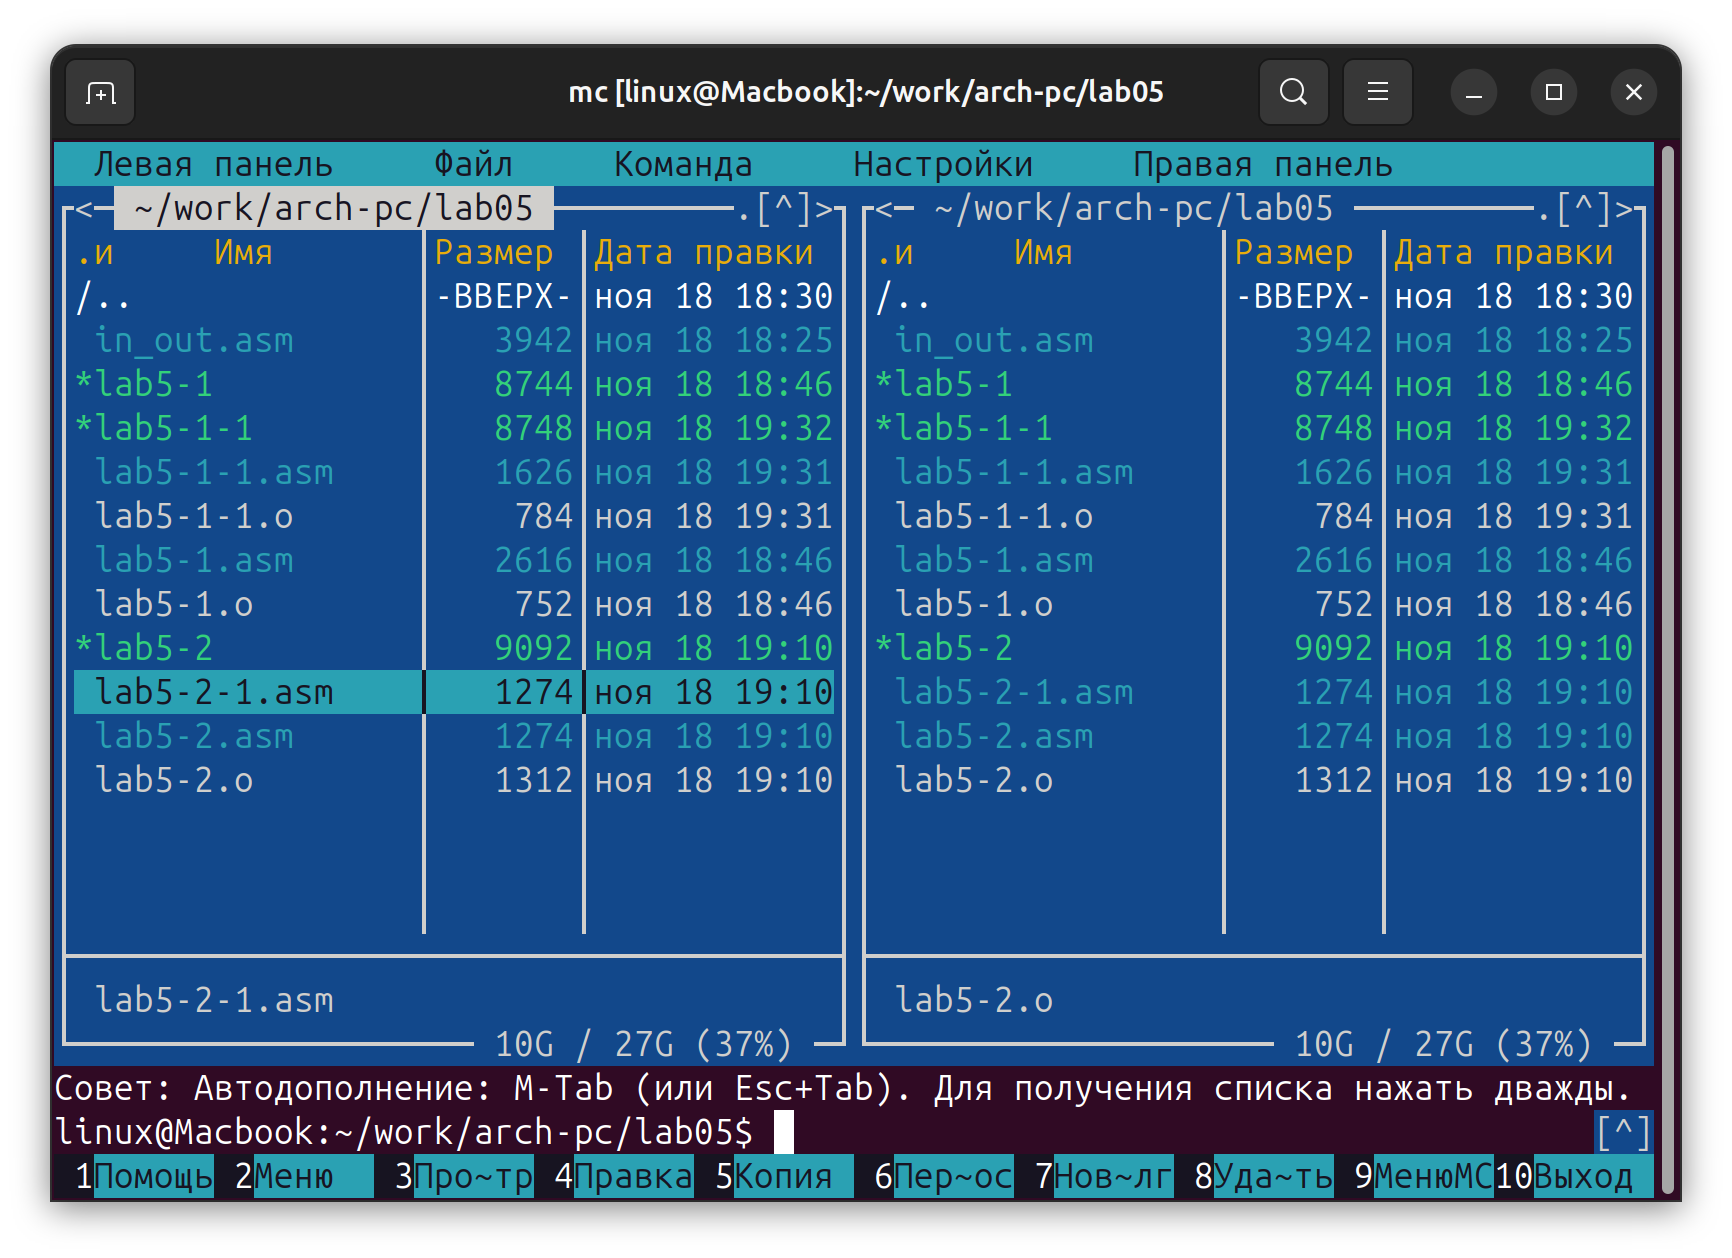 mc [linux@Macbook]:~/work/arch-pc/lab05
Левая панель Файл Команда Настройки Правая панель
<─ ~/work/arch-pc/lab05 ─.[^]> <─ ~/work/arch-pc/lab05 ─.[^]>
.и Имя Размер Дата правки .и Имя Размер Дата правки
/.. -ВВЕРХ- ноя 18 18:30 /.. -ВВЕРХ- ноя 18 18:30
in_out.asm 3942 ноя 18 18:25 in_out.asm 3942 ноя 18 18:25
*lab5-1 8744 ноя 18 18:46 *lab5-1 8744 ноя 18 18:46
*lab5-1-1 8748 ноя 18 19:32 *lab5-1-1 8748 ноя 18 19:32
lab5-1-1.asm 1626 ноя 18 19:31 lab5-1-1.asm 1626 ноя 18 19:31
lab5-1-1.o 784 ноя 18 19:31 lab5-1-1.o 784 ноя 18 19:31
lab5-1.asm 2616 ноя 18 18:46 lab5-1.asm 2616 ноя 18 18:46
lab5-1.o 752 ноя 18 18:46 lab5-1.o 752 ноя 18 18:46
*lab5-2 9092 ноя 18 19:10 *lab5-2 9092 ноя 18 19:10
lab5-2-1.asm 1274 ноя 18 19:10 lab5-2-1.asm 1274 ноя 18 19:10
lab5-2.asm 1274 ноя 18 19:10 lab5-2.asm 1274 ноя 18 19:10
lab5-2.o 1312 ноя 18 19:10 lab5-2.o 1312 ноя 18 19:10
lab5-2-1.asm lab5-2.o
10G / 27G (37%) 10G / 27G (37%)
Совет: Автодополнение: M-Tab (или Esc+Tab). Для получения списка нажать дважды.
linux@Macbook:~/work/arch-pc/lab05$ [^]
1Помощь 2Меню 3Про~тр 4Правка 5Копия 6Пер~ос 7Нов~лг 8Уда~ть 9МенюMC 10Выход